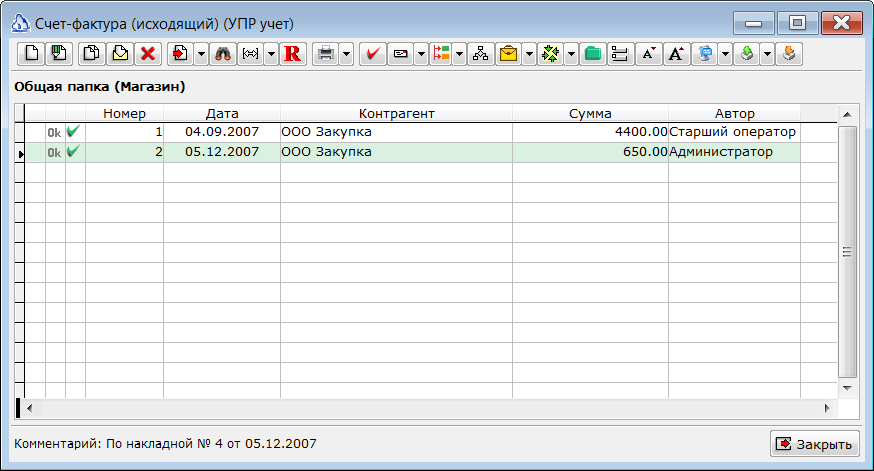 Счет-фактура (исходящий) (УПР учет)
R
A A
Общая папка (Магазин)
Номер Дата Контрагент Сумма Автор
Ok 1 04.09.2007 ООО Закупка 4400.00 Старший оператор
Ok 2 05.12.2007 ООО Закупка 650.00 Администратор
Комментарий: По накладной № 4 от 05.12.2007
Закрыть